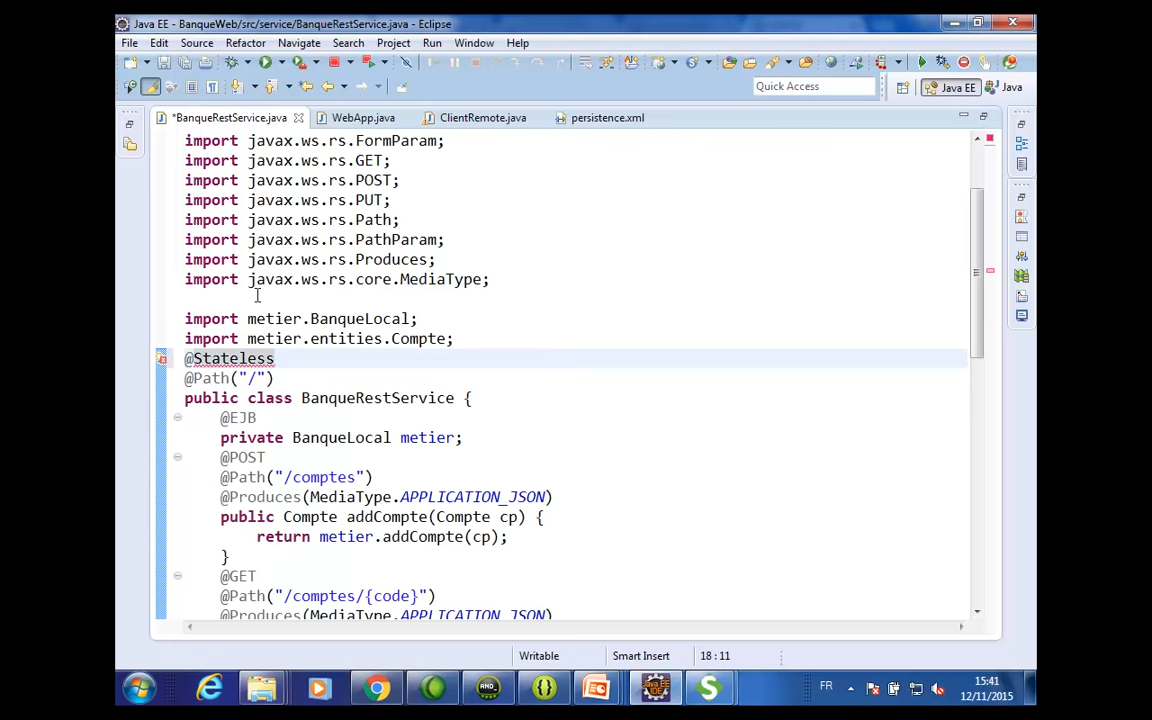 Java EE - BanqueWeb/src/service/BanqueRestService.java - Eclipse
File Edit Source Refactor Navigate Search Project Run Window Help
Quick Access Java EE Java
*BanqueRestService.java WebApp.java ClientRemote.java persistence.xml
import javax.ws.rs.FormParam;
import javax.ws.rs.GET;
import javax.ws.rs.POST;
import javax.ws.rs.PUT;
import javax.ws.rs.Path;
import javax.ws.rs.PathParam;
import javax.ws.rs.Produces;
import javax.ws.rs.core.MediaType;
import metier.BanqueLocal;
import metier.entities.Compte;
@Stateless
@Path("/")
public class BanqueRestService {
@EJB
private BanqueLocal metier;
@POST
@Path("/comptes")
@Produces(MediaType.APPLICATION_JSON)
public Compte addCompte(Compte cp) {
return metier.addCompte(cp);
}
@GET
@Path("/comptes/{code}")
@Produces(MediaType.APPLICATION_JSON)
Writable Smart Insert 18 : 11
FR 15:41
12/11/2015